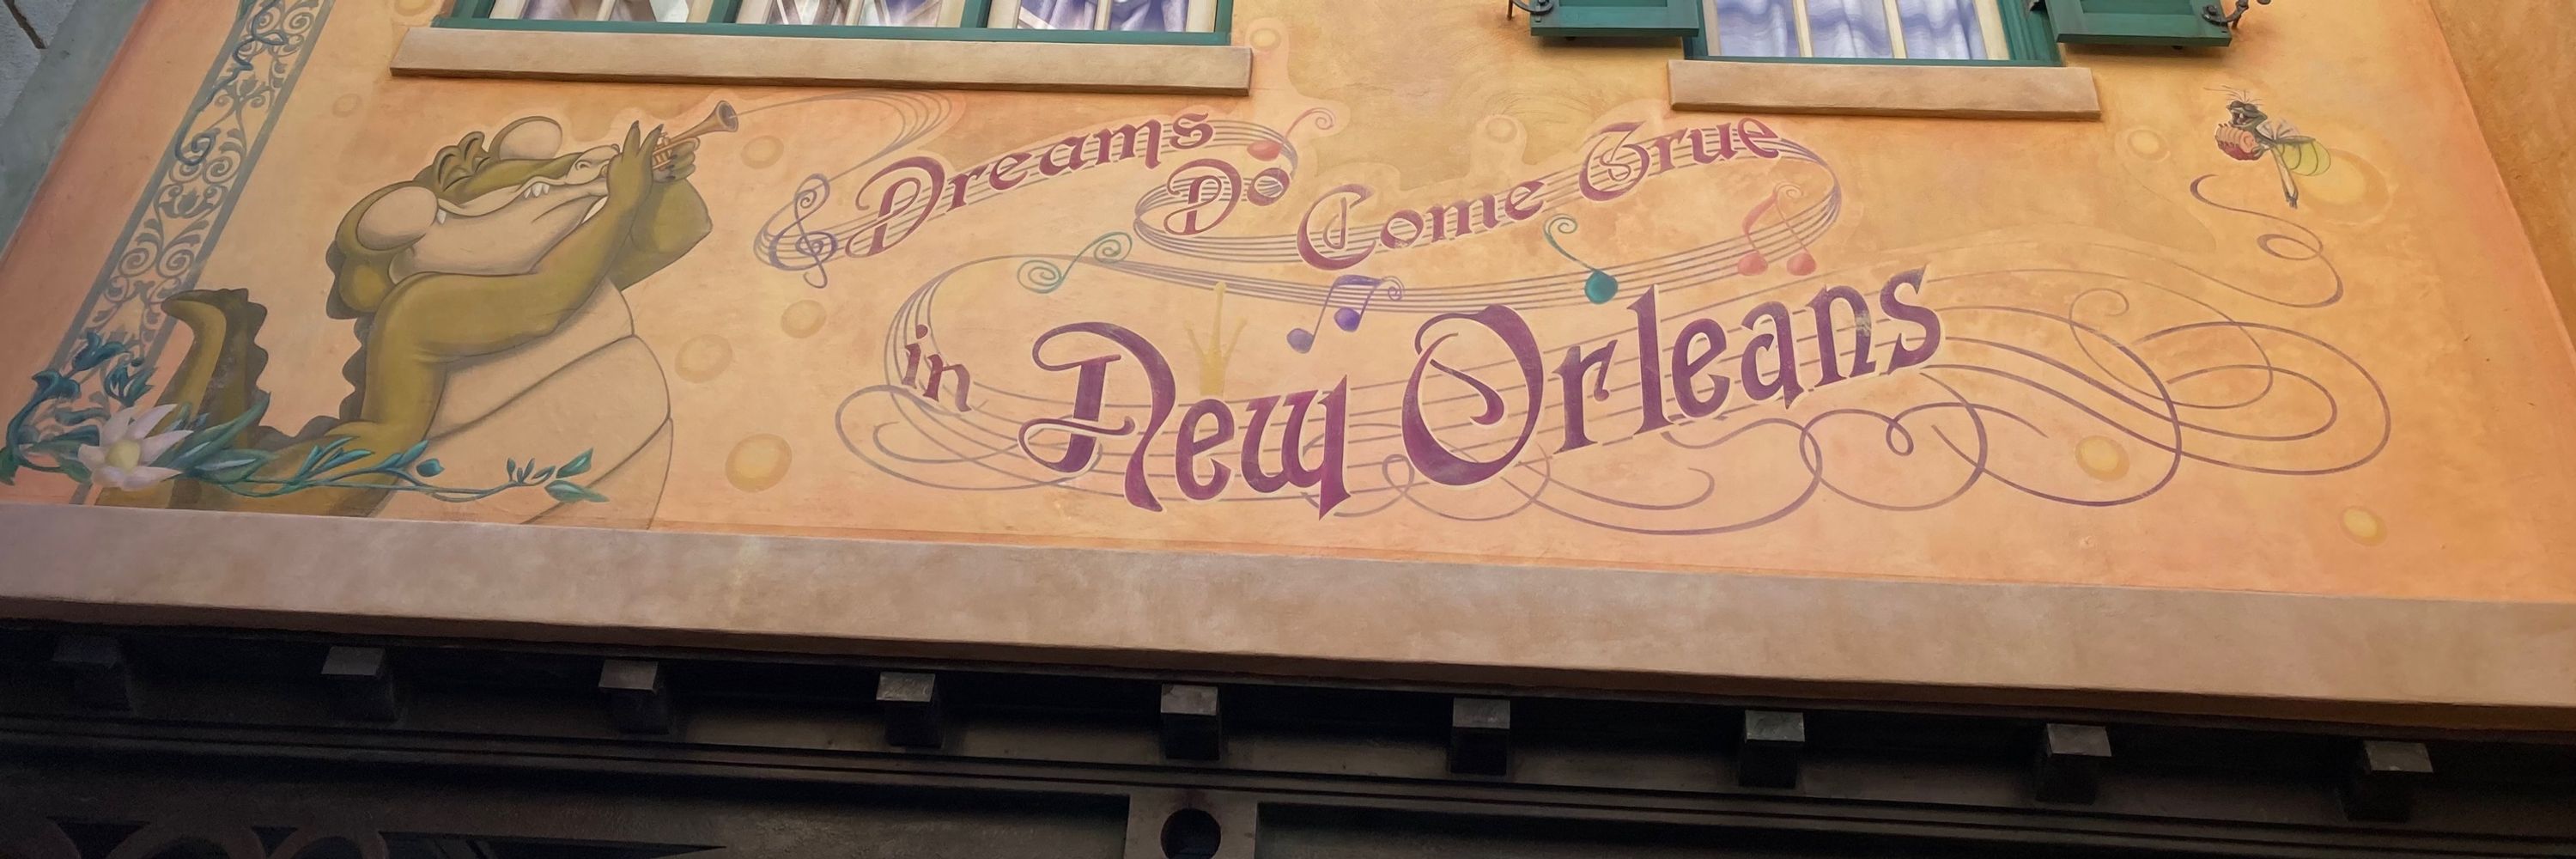 Dreams
Do
Come True
in
New Orleans